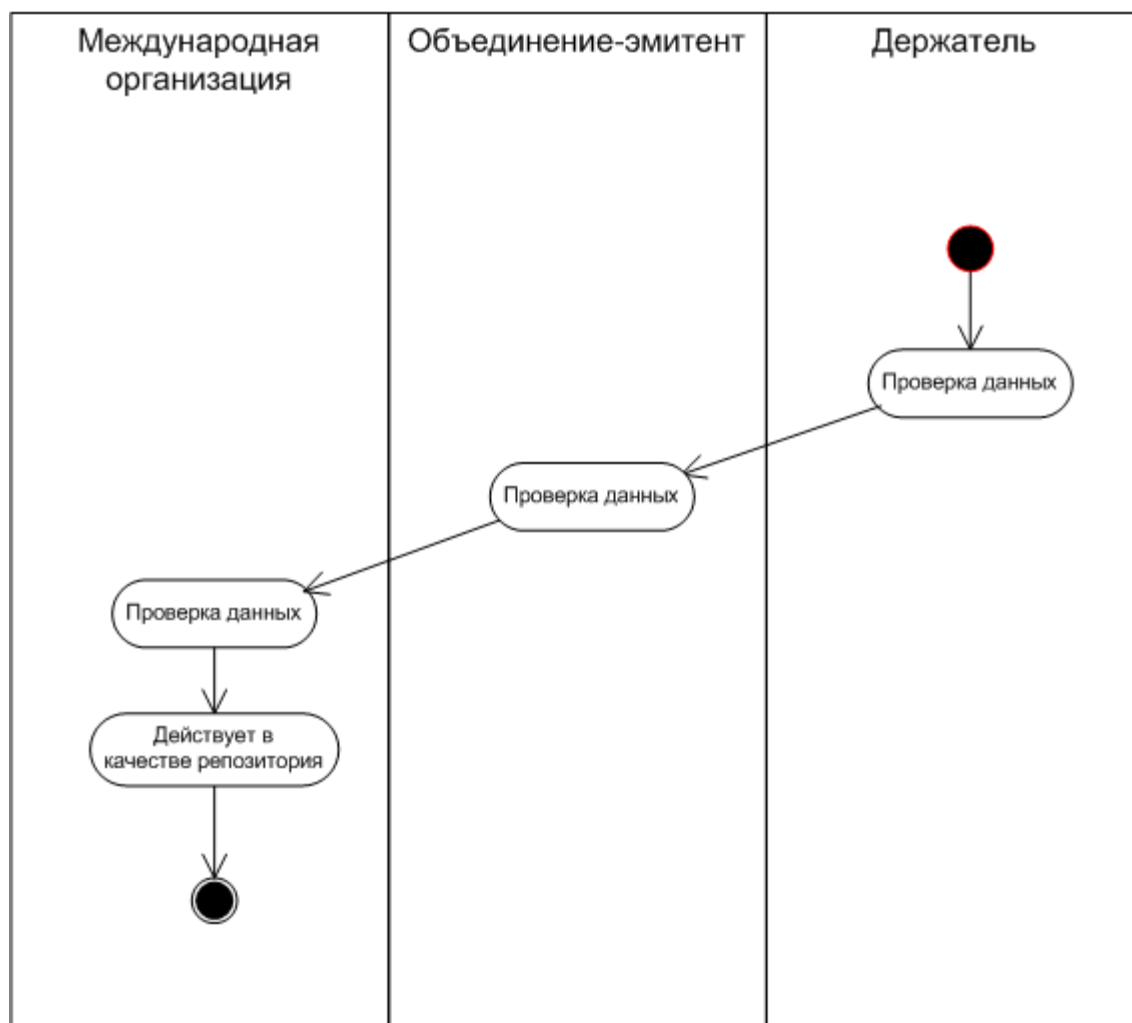 Международная
организация
Объединение-эмитент
Держатель
Проверка данных
Проверка данных
Проверка данных
Действует в
качестве репозитория